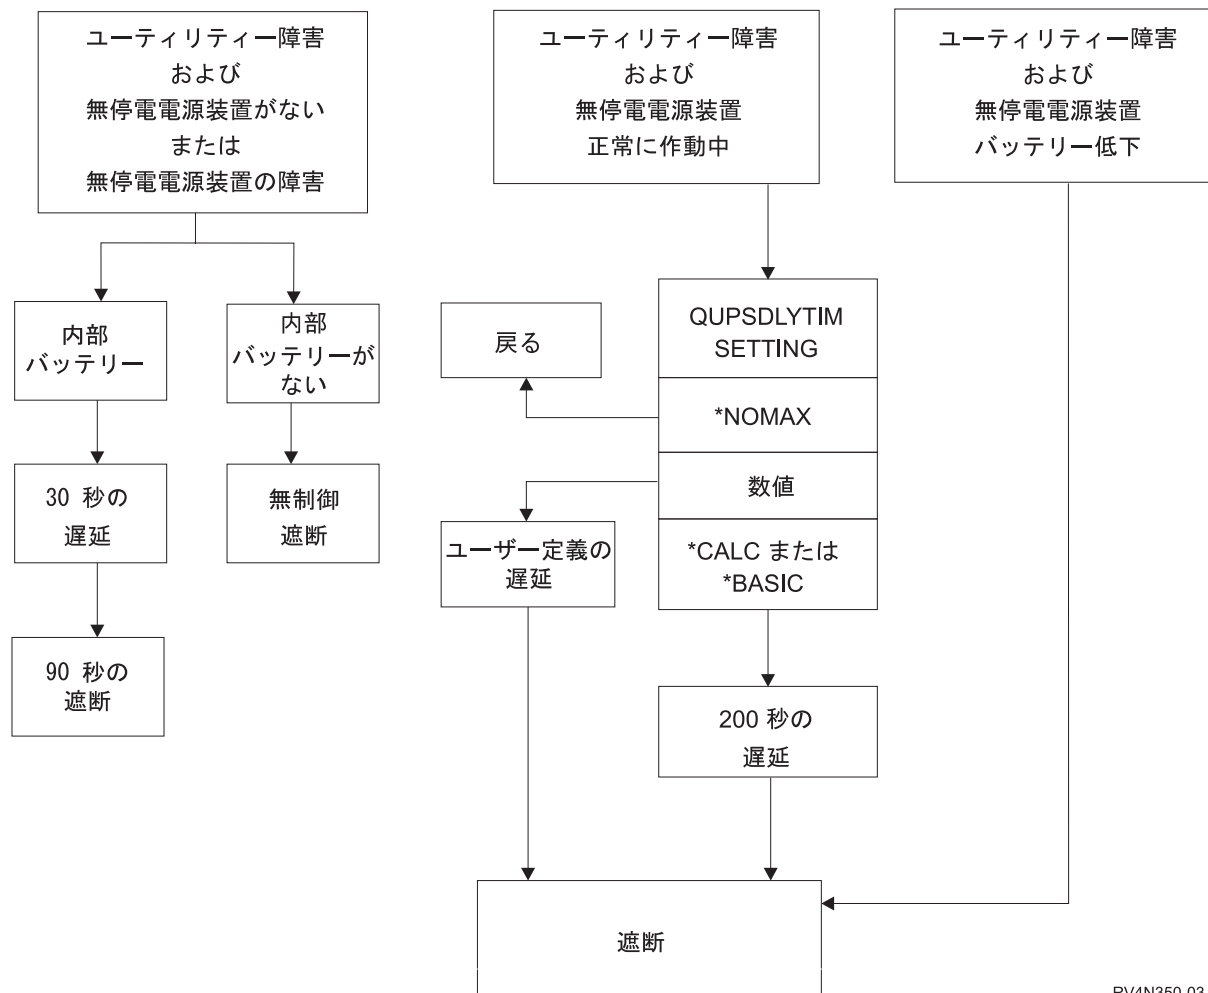 ユーティリティー障害
および
無停電電源装置がない
または
無停電電源装置の障害
ユーティリティー障害
および
無停電電源装置
正常に作動中
ユーティリティー障害
および
無停電電源装置
バッテリー低下
内部
バッテリー
内部
バッテリーが
ない
戻る
QUPSDLYTIM
SETTING
*NOMAX
数値
*CALC または
*BASIC
30 秒の
遅延
無制御
遮断
ユーザー定義の
遅延
90 秒の
遮断
200 秒の
遅延
遮断
RV4N350-03